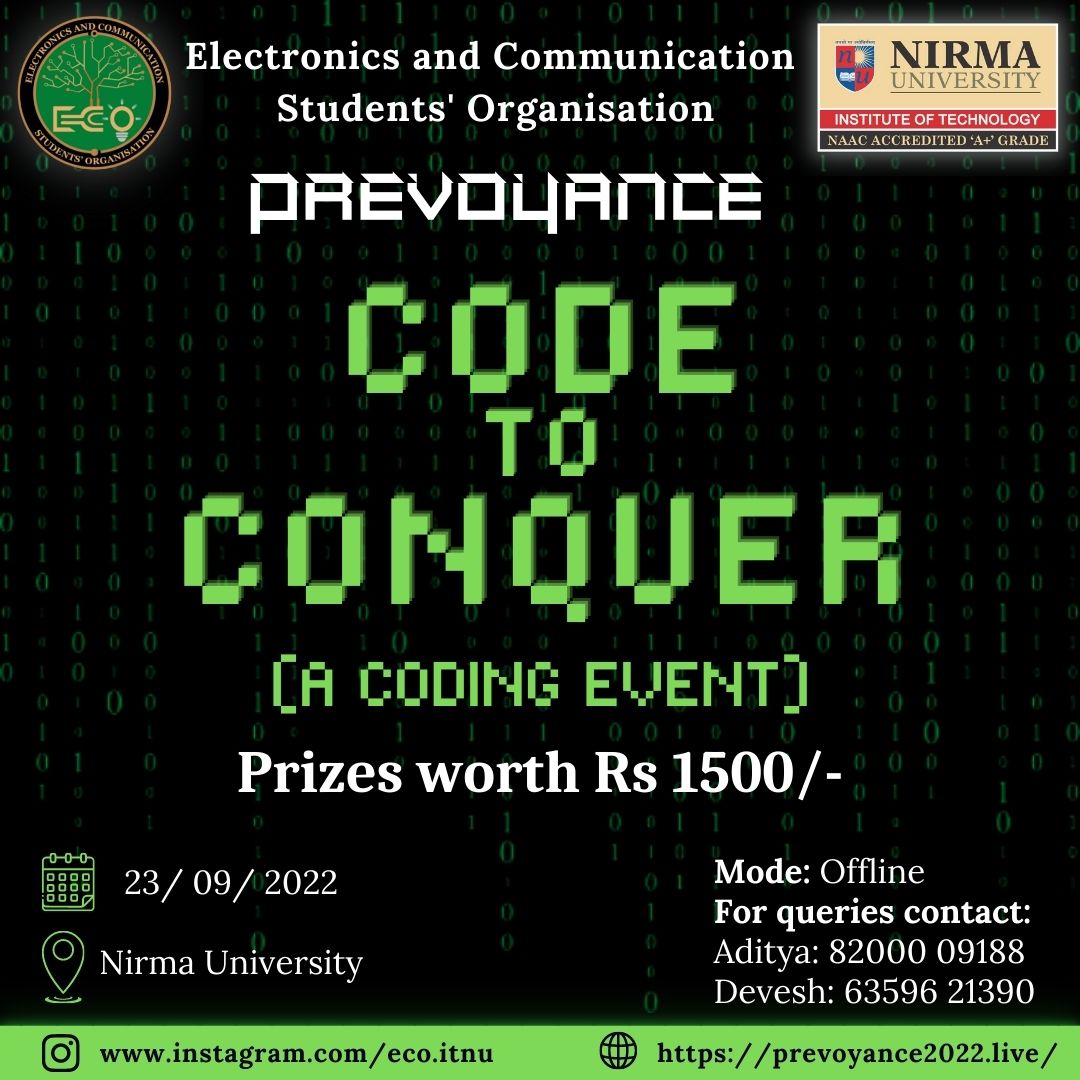 ELECTRONICS AND COMMUNICATION
ECO
STUDENTS' ORGANISATION
Electronics and Communication
Students' Organisation
NIRMA
UNIVERSITY
INSTITUTE OF TECHNOLOGY
NAAC ACCREDITED ‘A+’ GRADE
PREVOYANCE
CODE
TO
CONQUER
(A CODING EVENT)
Prizes worth Rs 1500/-
23/ 09/ 2022
Nirma University
Mode: Offline
For queries contact:
Aditya: 82000 09188
Devesh: 63596 21390
www.instagram.com/eco.itnu
https://prevoyance2022.live/